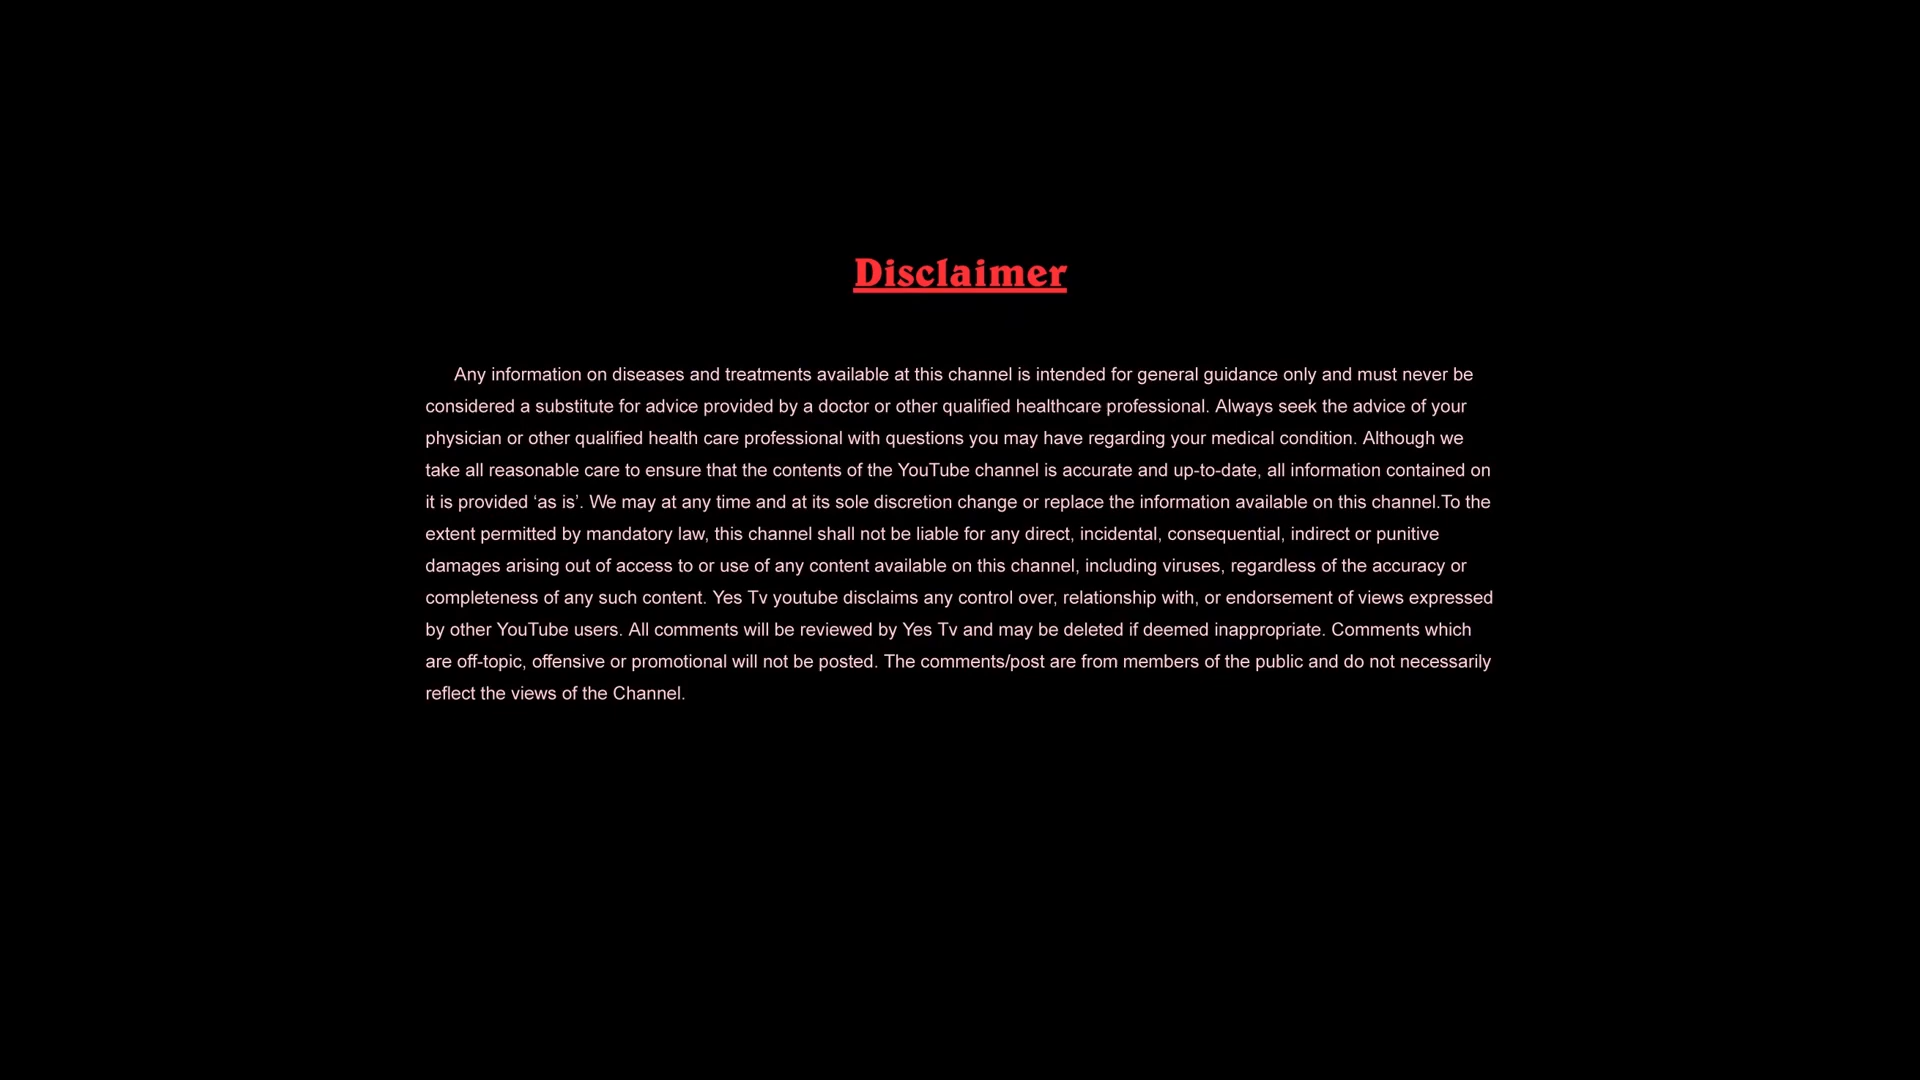 Disclaimer
Any information on diseases and treatments available at this channel is intended for general guidance only and must never be
considered a substitute for advice provided by a doctor or other qualified healthcare professional. Always seek the advice of your
physician or other qualified health care professional with questions you may have regarding your medical condition. Although we
take all reasonable care to ensure that the contents of the YouTube channel is accurate and up-to-date, all information contained on
it is provided ‘as is’. We may at any time and at its sole discretion change or replace the information available on this channel.To the
extent permitted by mandatory law, this channel shall not be liable for any direct, incidental, consequential, indirect or punitive
damages arising out of access to or use of any content available on this channel, including viruses, regardless of the accuracy or
completeness of any such content. Yes Tv youtube disclaims any control over, relationship with, or endorsement of views expressed
by other YouTube users. All comments will be reviewed by Yes Tv and may be deleted if deemed inappropriate. Comments which
are off-topic, offensive or promotional will not be posted. The comments/post are from members of the public and do not necessarily
reflect the views of the Channel.